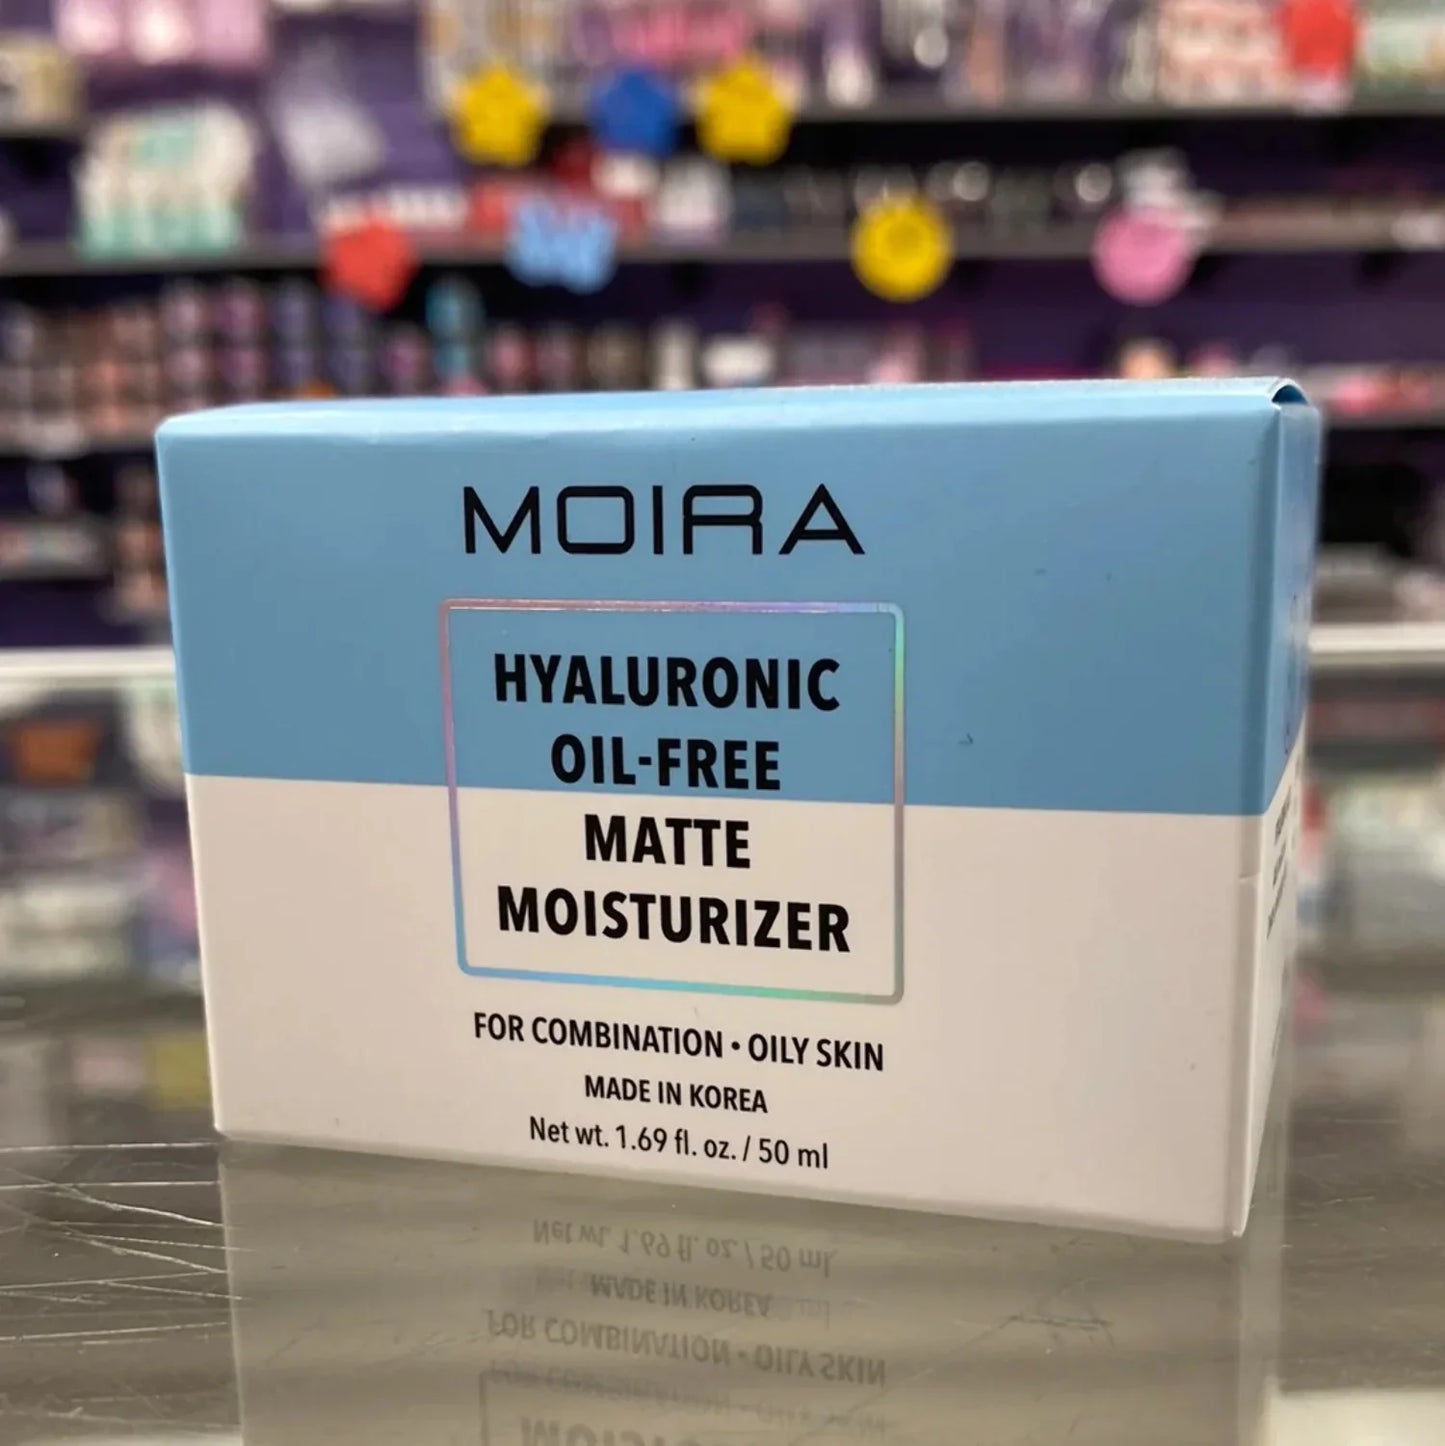 MOIRA
HYALURONIC
OIL-FREE
MATTE
MOISTURIZER
FOR COMBINATION • OILY SKIN
MADE IN KOREA
Net wt. 1.69 fl. oz. / 50 ml